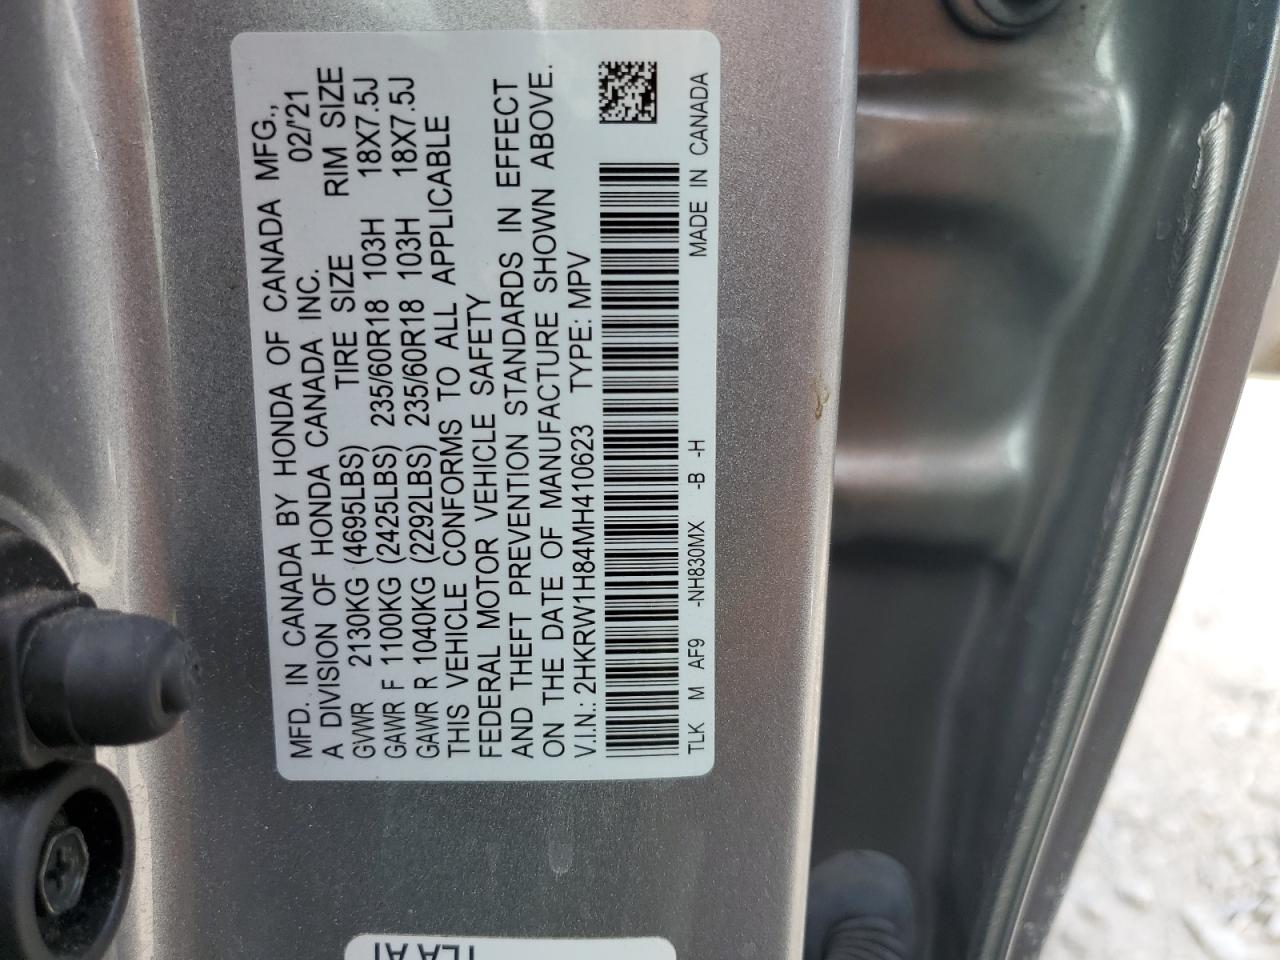 MFD. IN CANADA BY HONDA OF CANADA MFG.,
A DIVISION OF HONDA CANADA INC. 02/'21
GVWR 2130KG (4695LBS) TIRE SIZE RIM SIZE
GAWR F 1100KG (2425LBS) 235/60R18 103H 18X7.5J
GAWR R 1040KG (2292LBS) 235/60R18 103H 18X7.5J
THIS VEHICLE CONFORMS TO ALL APPLICABLE
FEDERAL MOTOR VEHICLE SAFETY
AND THEFT PREVENTION STANDARDS IN EFFECT
ON THE DATE OF MANUFACTURE SHOWN ABOVE.
V.I.N.: 2HKRW1H84MH410623 TYPE: MPV
TLK M AF9 -NH830MX -B -H MADE IN CANADA